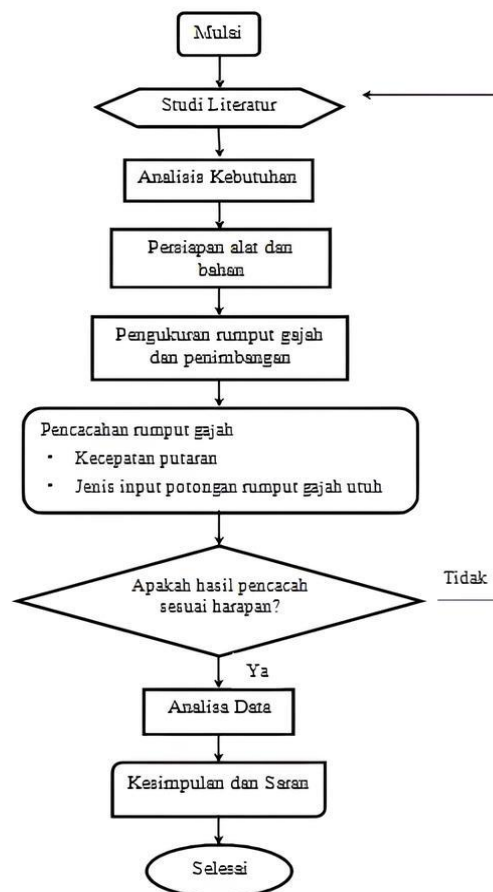 Mulai
Studi Literatur
Analisis Kebutuhan
Persiapan alat dan
bahan
Pengukuran rumput gajah
dan penimbangan
Pencacahan rumput gajah
• Kecepatan putaran
• Jenis input potongan rumput gajah utuh
Apakah hasil pencacah
sesuai harapan?
Tidak
Ya
Analisa Data
Kesimpulan dan Saran
Selesai